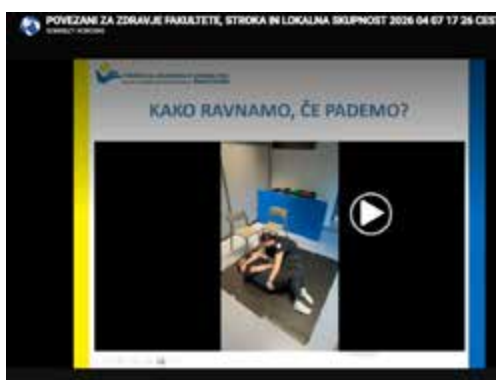 POVEZANI ZA ZDRAVJE FAKULTETE, STROKA IN LOKALNA SKUPNOST 2026 04 07 17 26 CEST
KAKO RAVNAMO, ČE PADEMO?